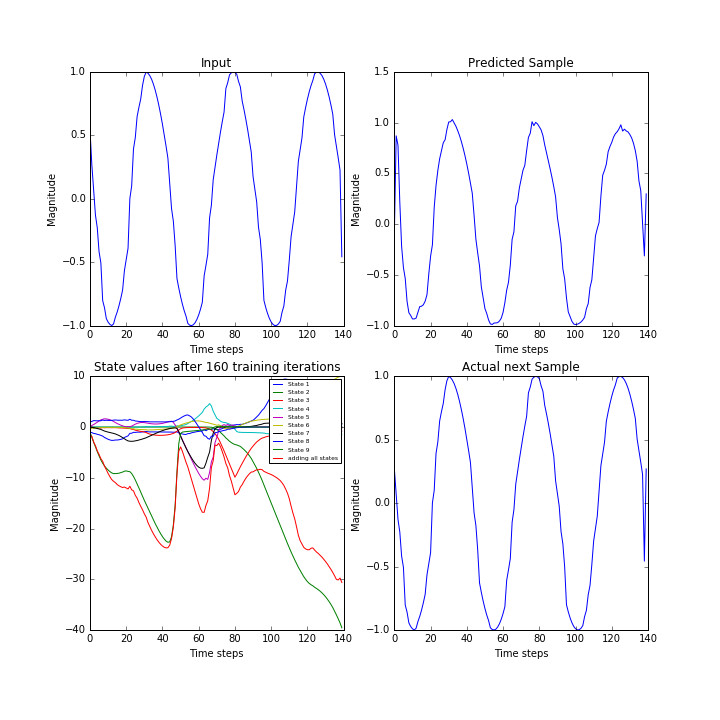 Input
1.0
0.5
0.0
−0.5
−1.0
Magnitude
0 20 40 60 80 100 120 140
Time steps
Predicted Sample
1.5
1.0
0.5
0.0
−0.5
−1.0
Magnitude
0 20 40 60 80 100 120 140
Time steps
State values after 160 training iterations
10
0
−10
−20
−30
−40
Magnitude
0 20 40 60 80 100 120 140
Time steps
State 1
State 2
State 3
State 4
State 5
State 6
State 7
State 8
State 9
adding all states
Actual next Sample
1.0
0.5
0.0
−0.5
−1.0
Magnitude
0 20 40 60 80 100 120 140
Time steps